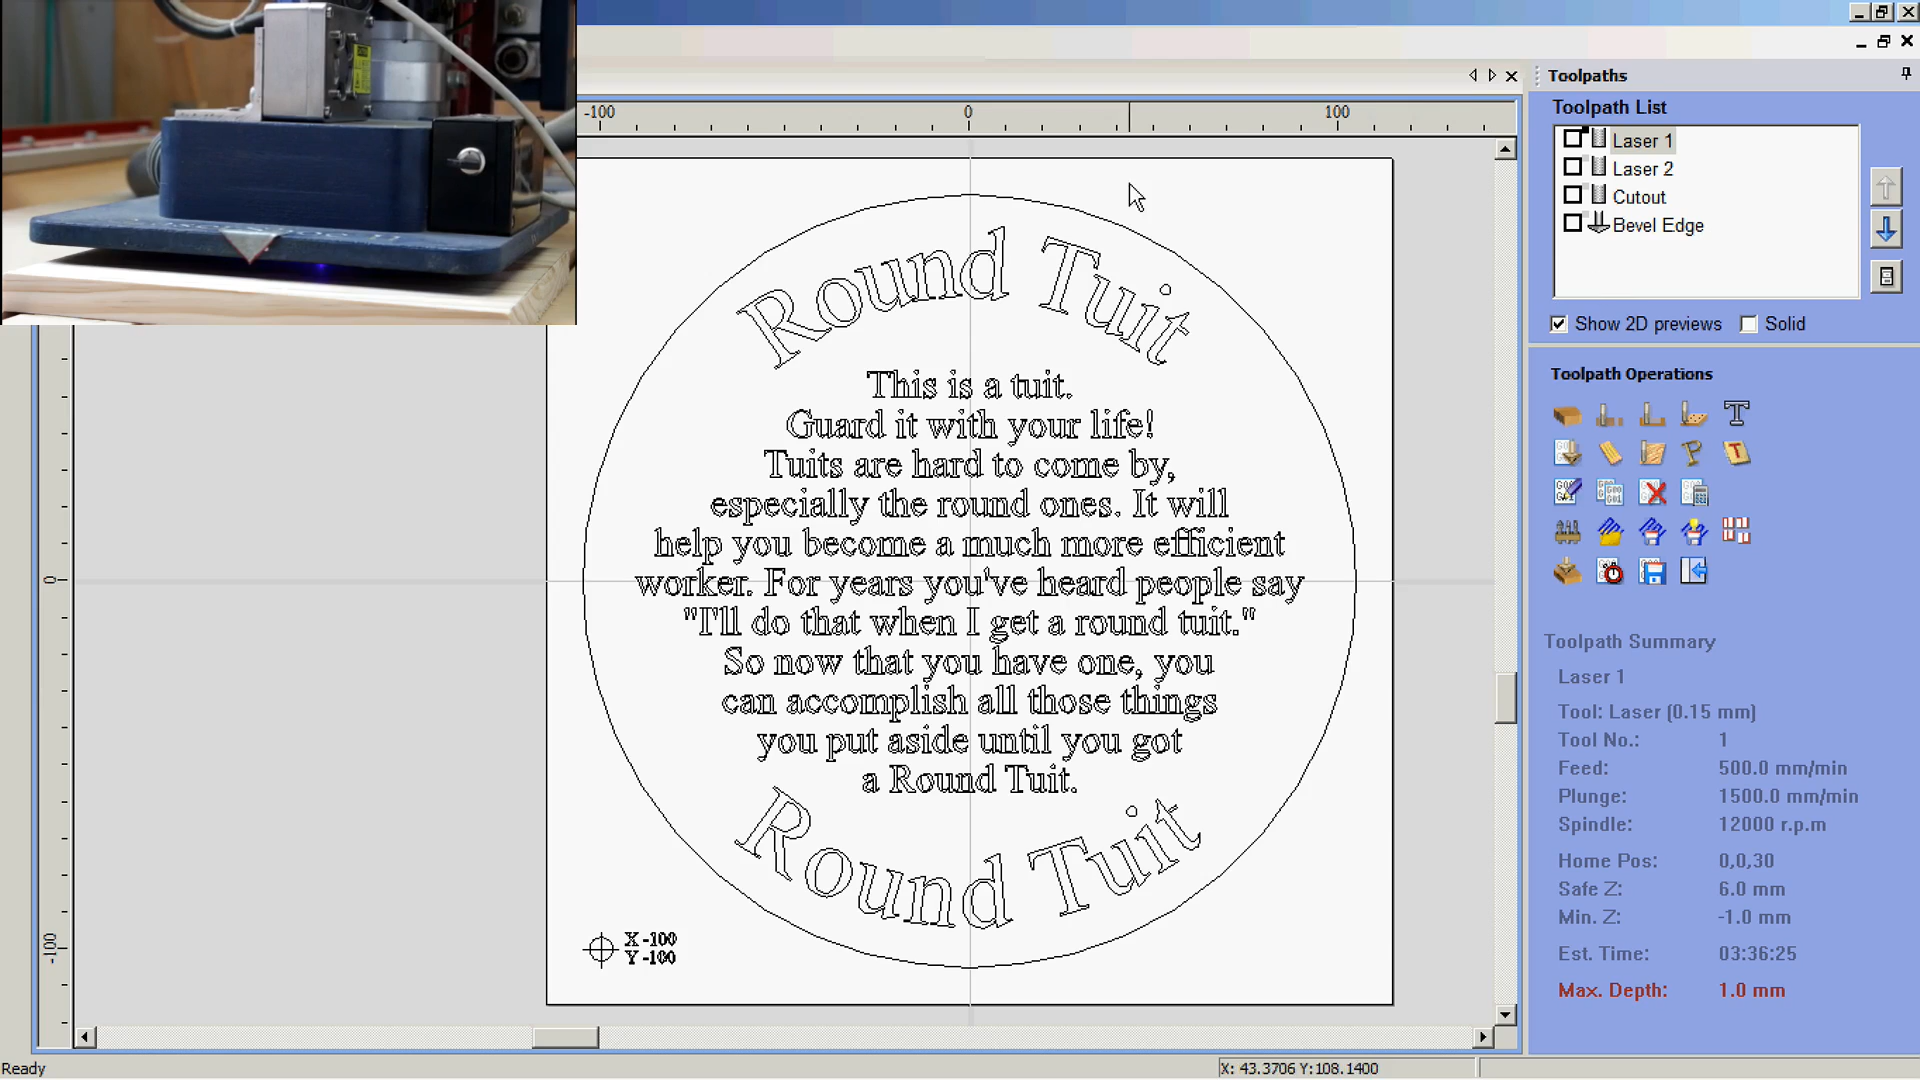 -100
0
100
0
-100
Round Tuit
This is a tuit.
Guard it with your life!
Tuits are hard to come by,
especially the round ones. It will
help you become a much more efficient
worker. For years you've heard people say
"I'll do that when I get a round tuit."
So now that you have one, you
can accomplish all those things
you put aside until you got
a Round Tuit.
Round Tuit
X -100
Y -100
Toolpaths
Toolpath List
Laser 1
Laser 2
Cutout
Bevel Edge
Show 2D previews
Solid
Toolpath Operations
Toolpath Summary
Laser 1
Tool: Laser (0.15 mm)
Tool No.: 1
Feed: 500.0 mm/min
Plunge: 1500.0 mm/min
Spindle: 12000 r.p.m
Home Pos: 0,0,30
Safe Z: 6.0 mm
Min. Z: -1.0 mm
Est. Time: 03:36:25
Max. Depth: 1.0 mm
Ready
X: 43.3706 Y:108.1400